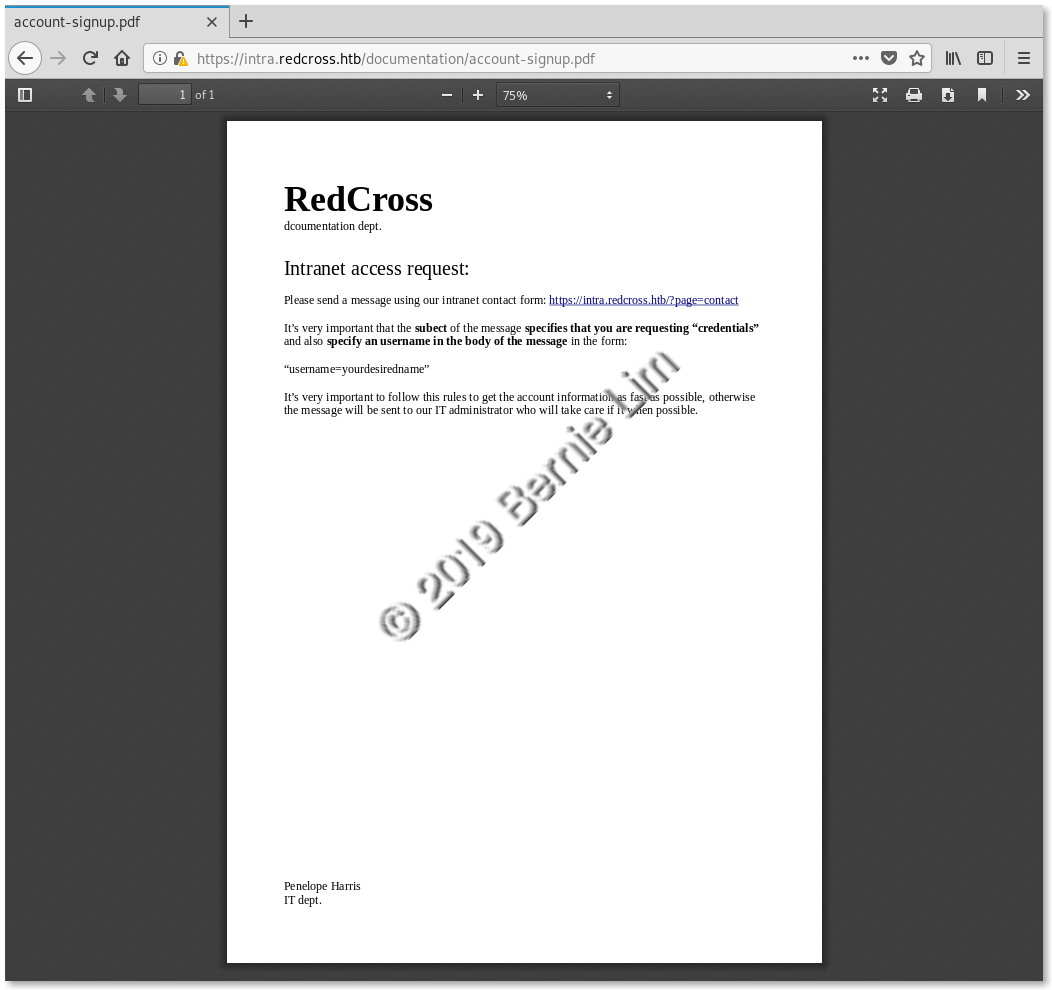 account-signup.pdf
https://intra.redcross.htb/documentation/account-signup.pdf
1 of 1
75%
RedCross
dcoumentation dept.
Intranet access request:
Please send a message using our intranet contact form: https://intra.redcross.htb/?page=contact
It’s very important that the subect of the message specifies that you are requesting “credentials”
and also specify an username in the body of the message in the form:
“username=yourdesiredname”
It’s very important to follow this rules to get the account information as fast as possible, otherwise
the message will be sent to our IT administrator who will take care if it when possible.
© 2019 Bernie Lim
Penelope Harris
IT dept.